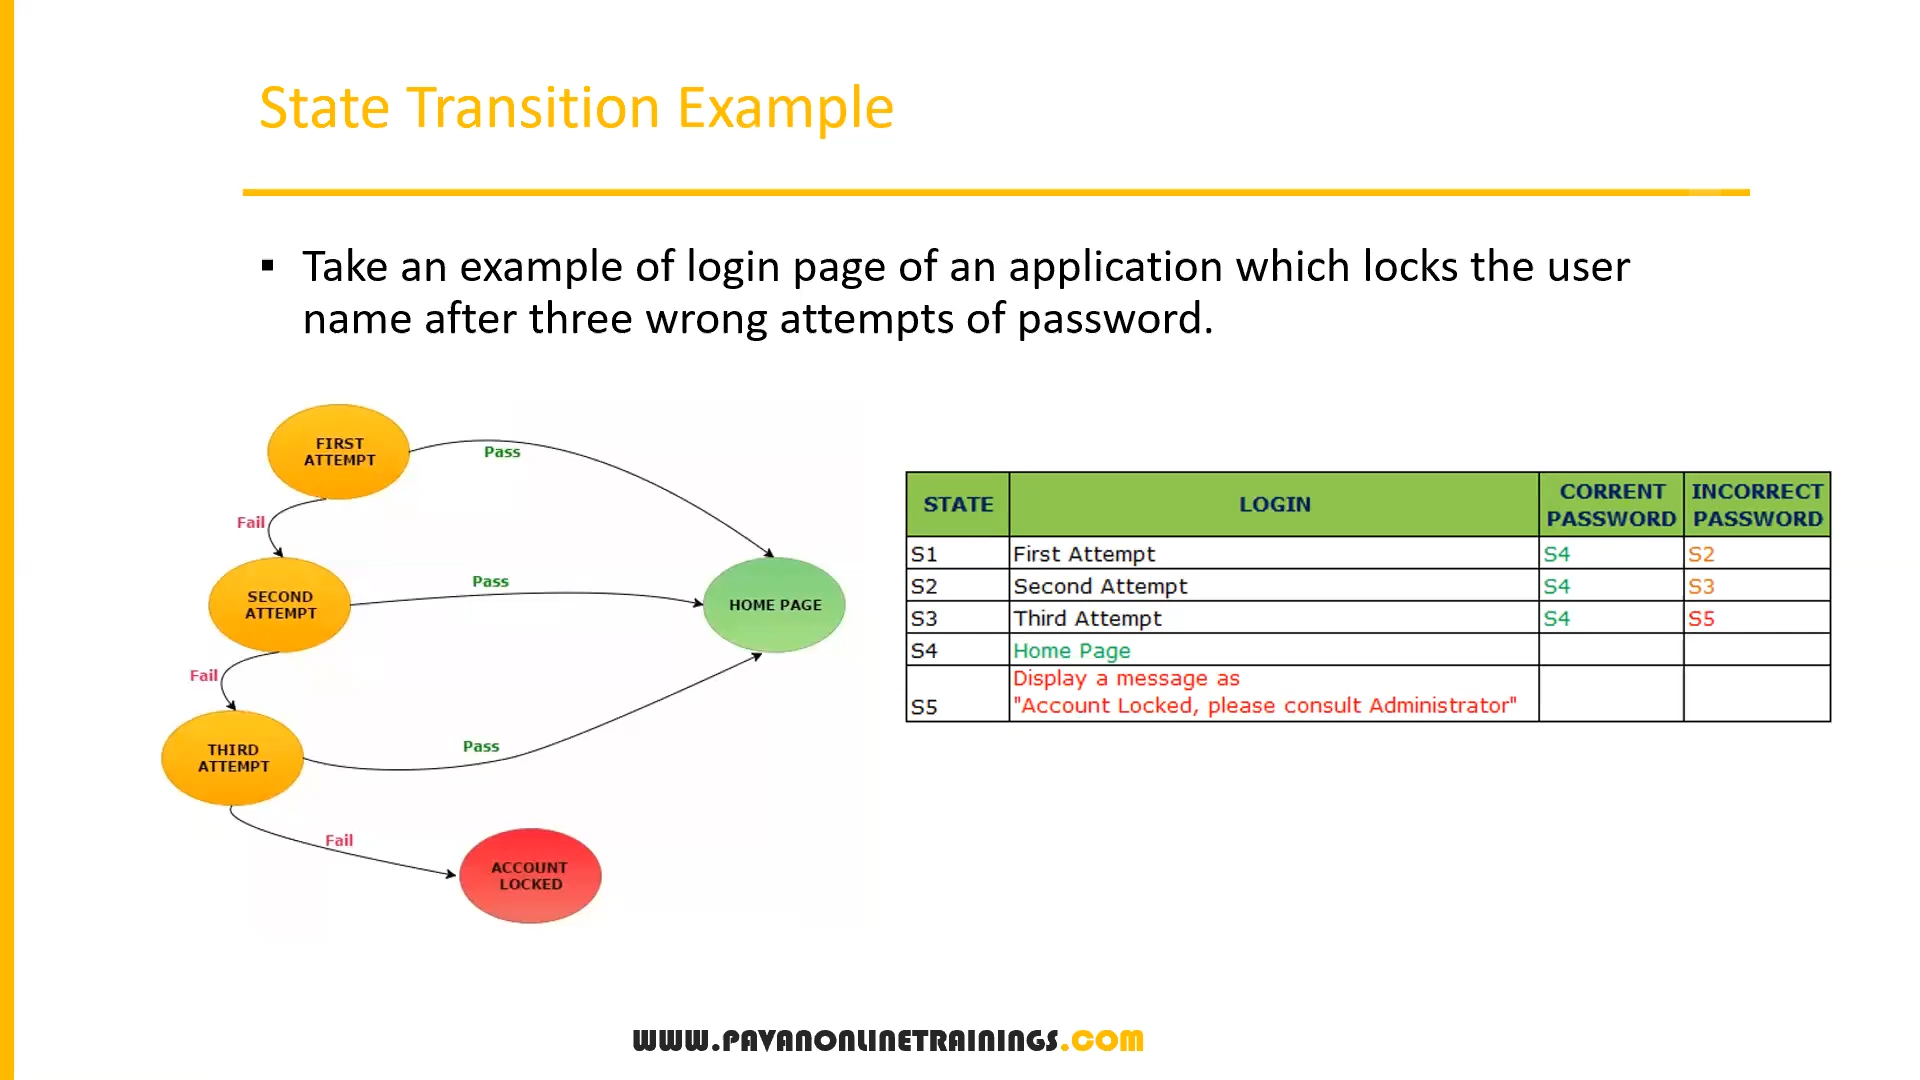 State Transition Example
▪ Take an example of login page of an application which locks the user
name after three wrong attempts of password.
FIRST
ATTEMPT
Pass
Fail
SECOND
ATTEMPT
Pass
HOME PAGE
Fail
THIRD
ATTEMPT
Pass
Fail
ACCOUNT
LOCKED
STATE LOGIN CORRENT PASSWORD INCORRECT PASSWORD
S1 First Attempt S4 S2
S2 Second Attempt S4 S3
S3 Third Attempt S4 S5
S4 Home Page
Display a message as
S5 "Account Locked, please consult Administrator"
WWW.PAVANONLINETRAININGS.COM